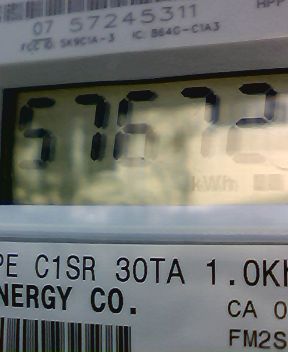 07 57245311
FCC ID: SK9C1A-3 IC: 864G-C1A3
57672
kWh
PE C1SR 30TA 1.0Kh
NERGY CO.
CA 0
FM2S